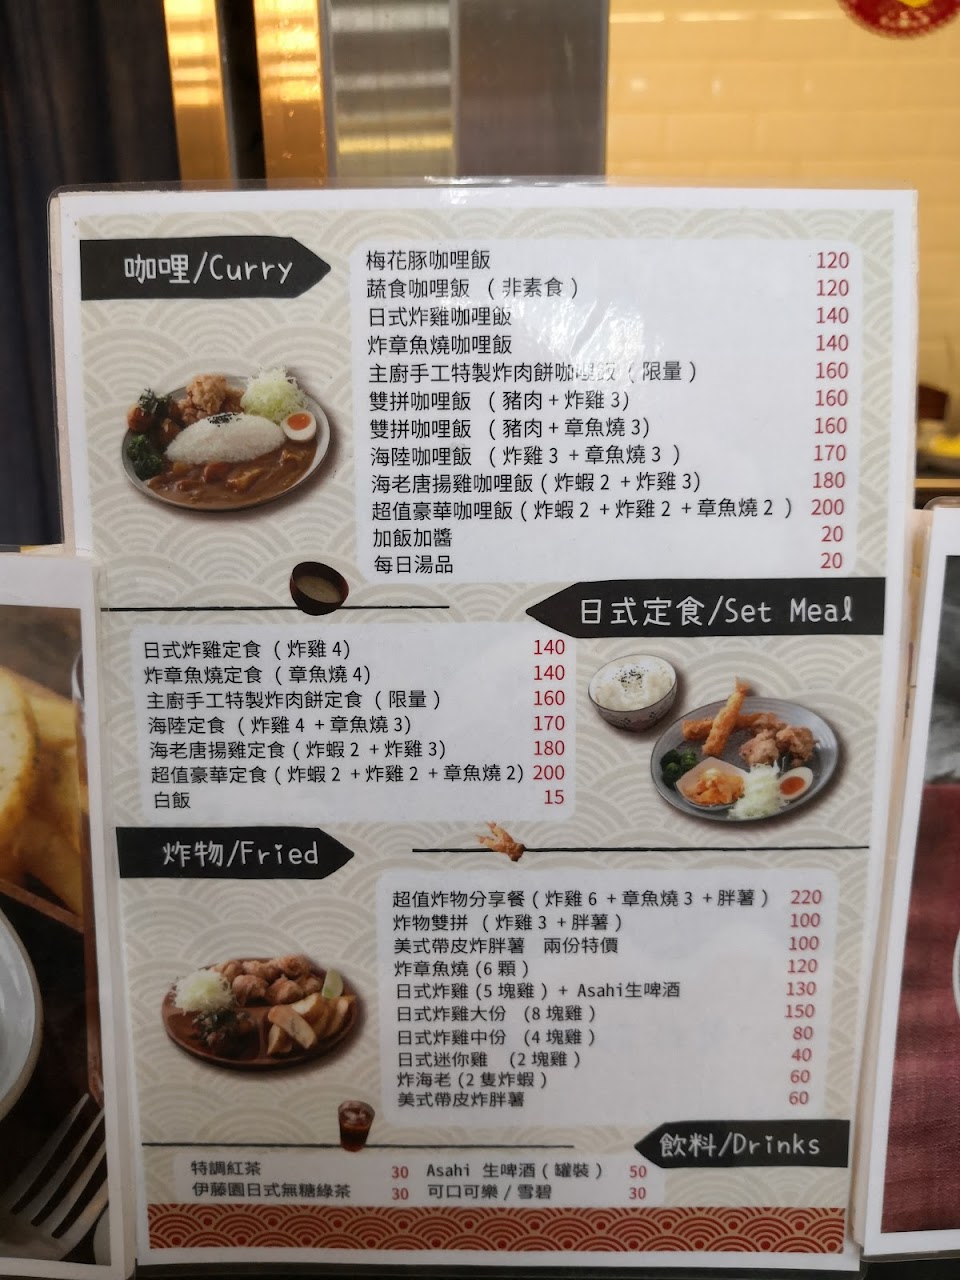 咖哩/Curry
梅花豚咖哩飯 120
蔬食咖哩飯 (非素食) 120
日式炸雞咖哩飯 140
炸章魚燒咖哩飯 140
主廚手工特製炸肉餅咖哩飯 (限量) 160
雙拼咖哩飯 (豬肉+炸雞3) 160
雙拼咖哩飯 (豬肉+章魚燒3) 160
海陸咖哩飯 (炸雞3 +章魚燒3 ) 170
海老唐揚雞咖哩飯(炸蝦2 +炸雞3) 180
超值豪華咖哩飯(炸蝦2 +炸雞2 +章魚燒2 ) 200
加飯加醬 20
每日湯品 20
日式定食/Set Meal
日式炸雞定食 (炸雞4) 140
炸章魚燒定食 (章魚燒4) 140
主廚手工特製炸肉餅定食 (限量) 160
海陸定食 (炸雞4 +章魚燒3) 170
海老唐揚雞定食(炸蝦2 +炸雞3) 180
超值豪華定食(炸蝦2 +炸雞2 +章魚燒2) 200
白飯 15
炸物/Fried
超值炸物分享餐(炸雞6 +章魚燒3 +胖薯) 220
炸物雙拼 (炸雞3 +胖薯) 100
美式帶皮炸胖薯 兩份特價 100
炸章魚燒(6顆) 120
日式炸雞(5塊雞) + Asahi生啤酒 130
日式炸雞大份 (8塊雞) 150
日式炸雞中份 (4塊雞) 80
日式迷你雞 (2塊雞) 40
炸海老(2隻炸蝦) 60
美式帶皮炸胖薯 60
飲料/Drinks
特調紅茶 30 Asahi 生啤酒(罐裝) 50
伊藤園日式無糖綠茶 30 可口可樂/雪碧 30